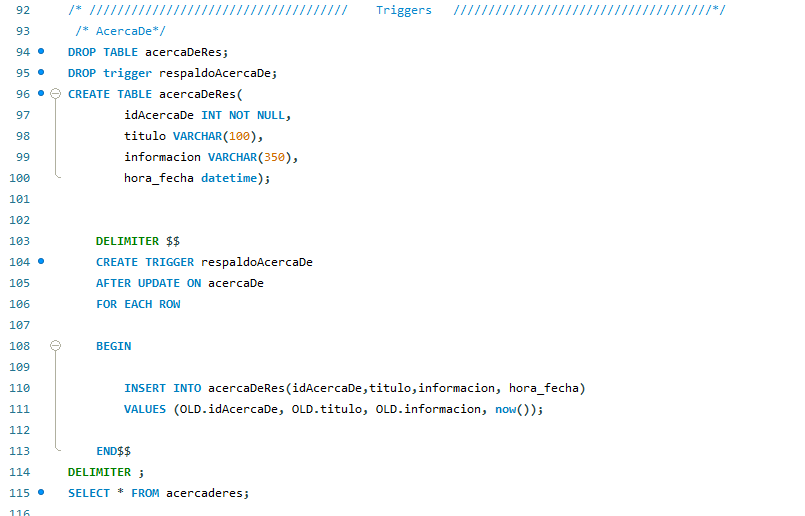 92 /* ///////////////////////////////////// Triggers /////////////////////////////////////*/
93 /* AcercaDe*/
94 DROP TABLE acercaDeRes;
95 DROP trigger respaldoAcercaDe;
96 CREATE TABLE acercaDeRes(
97 idAcercaDe INT NOT NULL,
98 titulo VARCHAR(100),
99 informacion VARCHAR(350),
100 hora_fecha datetime);
101
102
103 DELIMITER $$
104 CREATE TRIGGER respaldoAcercaDe
105 AFTER UPDATE ON acercaDe
106 FOR EACH ROW
107
108 BEGIN
109
110 INSERT INTO acercaDeRes(idAcercaDe,titulo,informacion, hora_fecha)
111 VALUES (OLD.idAcercaDe, OLD.titulo, OLD.informacion, now());
112
113 END$$
114 DELIMITER ;
115 SELECT * FROM acercaderes;
116